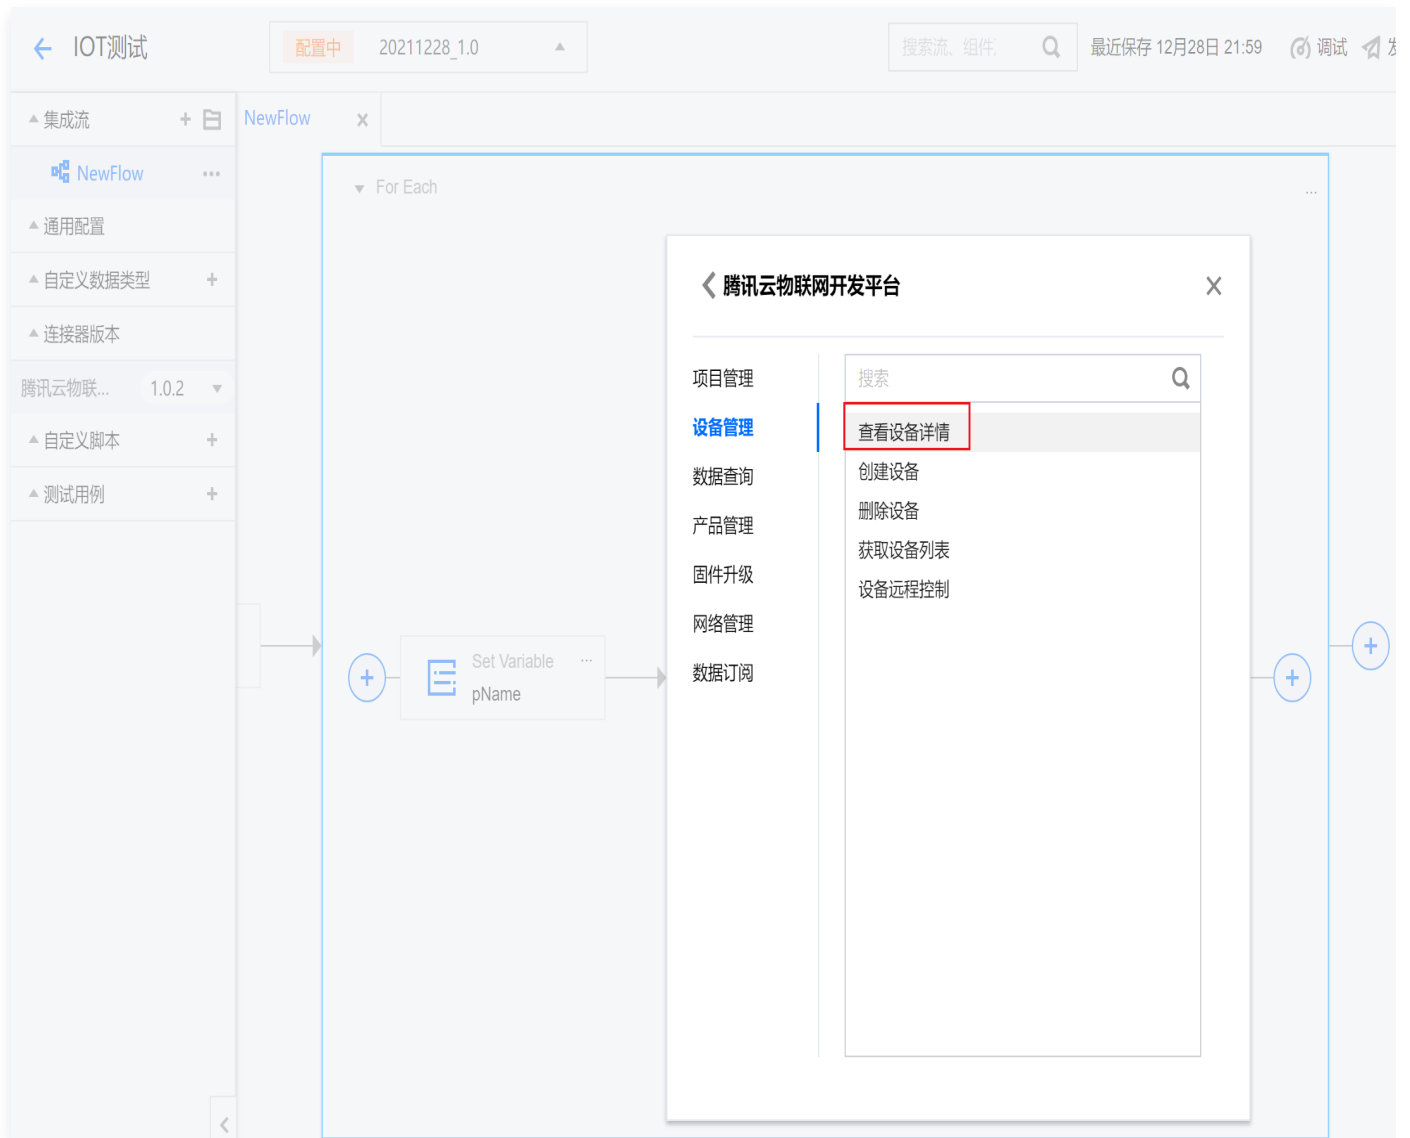 IOT测试
配置中 20211228_1.0
搜索流、组件
最近保存 12月28日 21:59
调试
集成流
NewFlow
NewFlow
通用配置
自定义数据类型
连接器版本
腾讯云物联... 1.0.2
自定义脚本
测试用例
For Each
...
Set Variable ...
pName
腾讯云物联网开发平台
项目管理
设备管理
数据查询
产品管理
固件升级
网络管理
数据订阅
搜索
查看设备详情
创建设备
删除设备
获取设备列表
设备远程控制